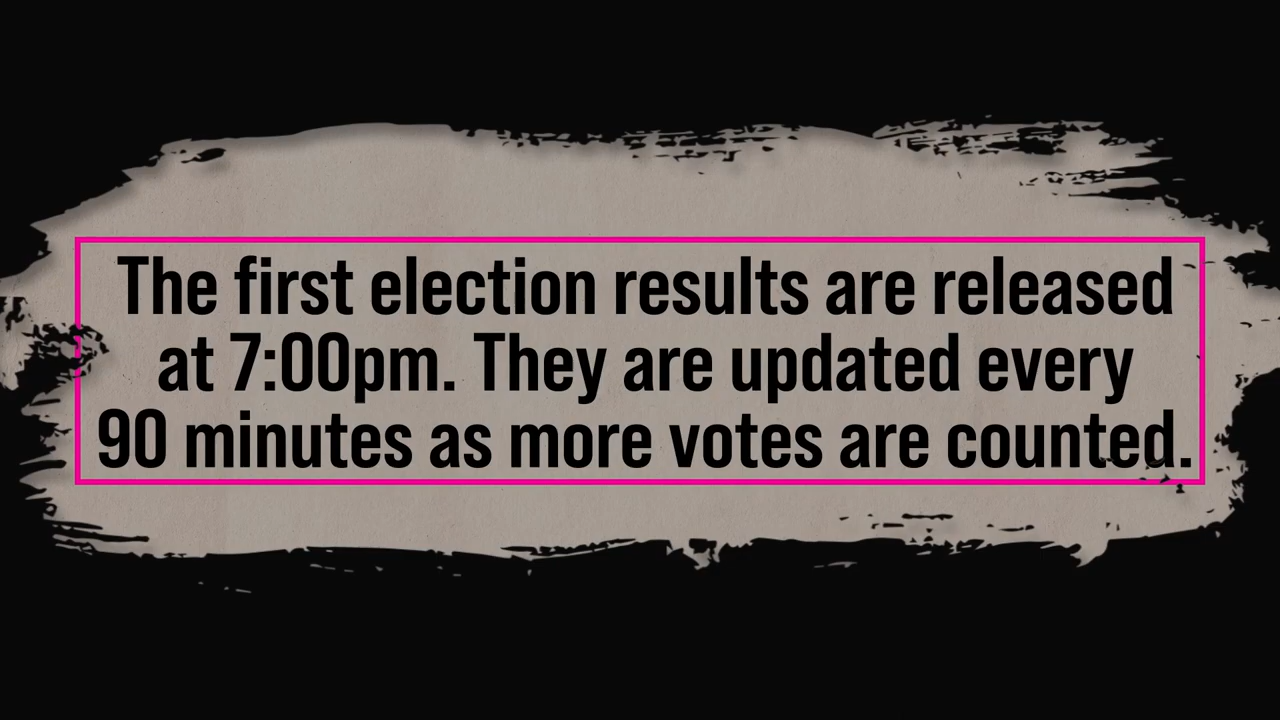 The first election results are released
at 7:00pm. They are updated every
90 minutes as more votes are counted.